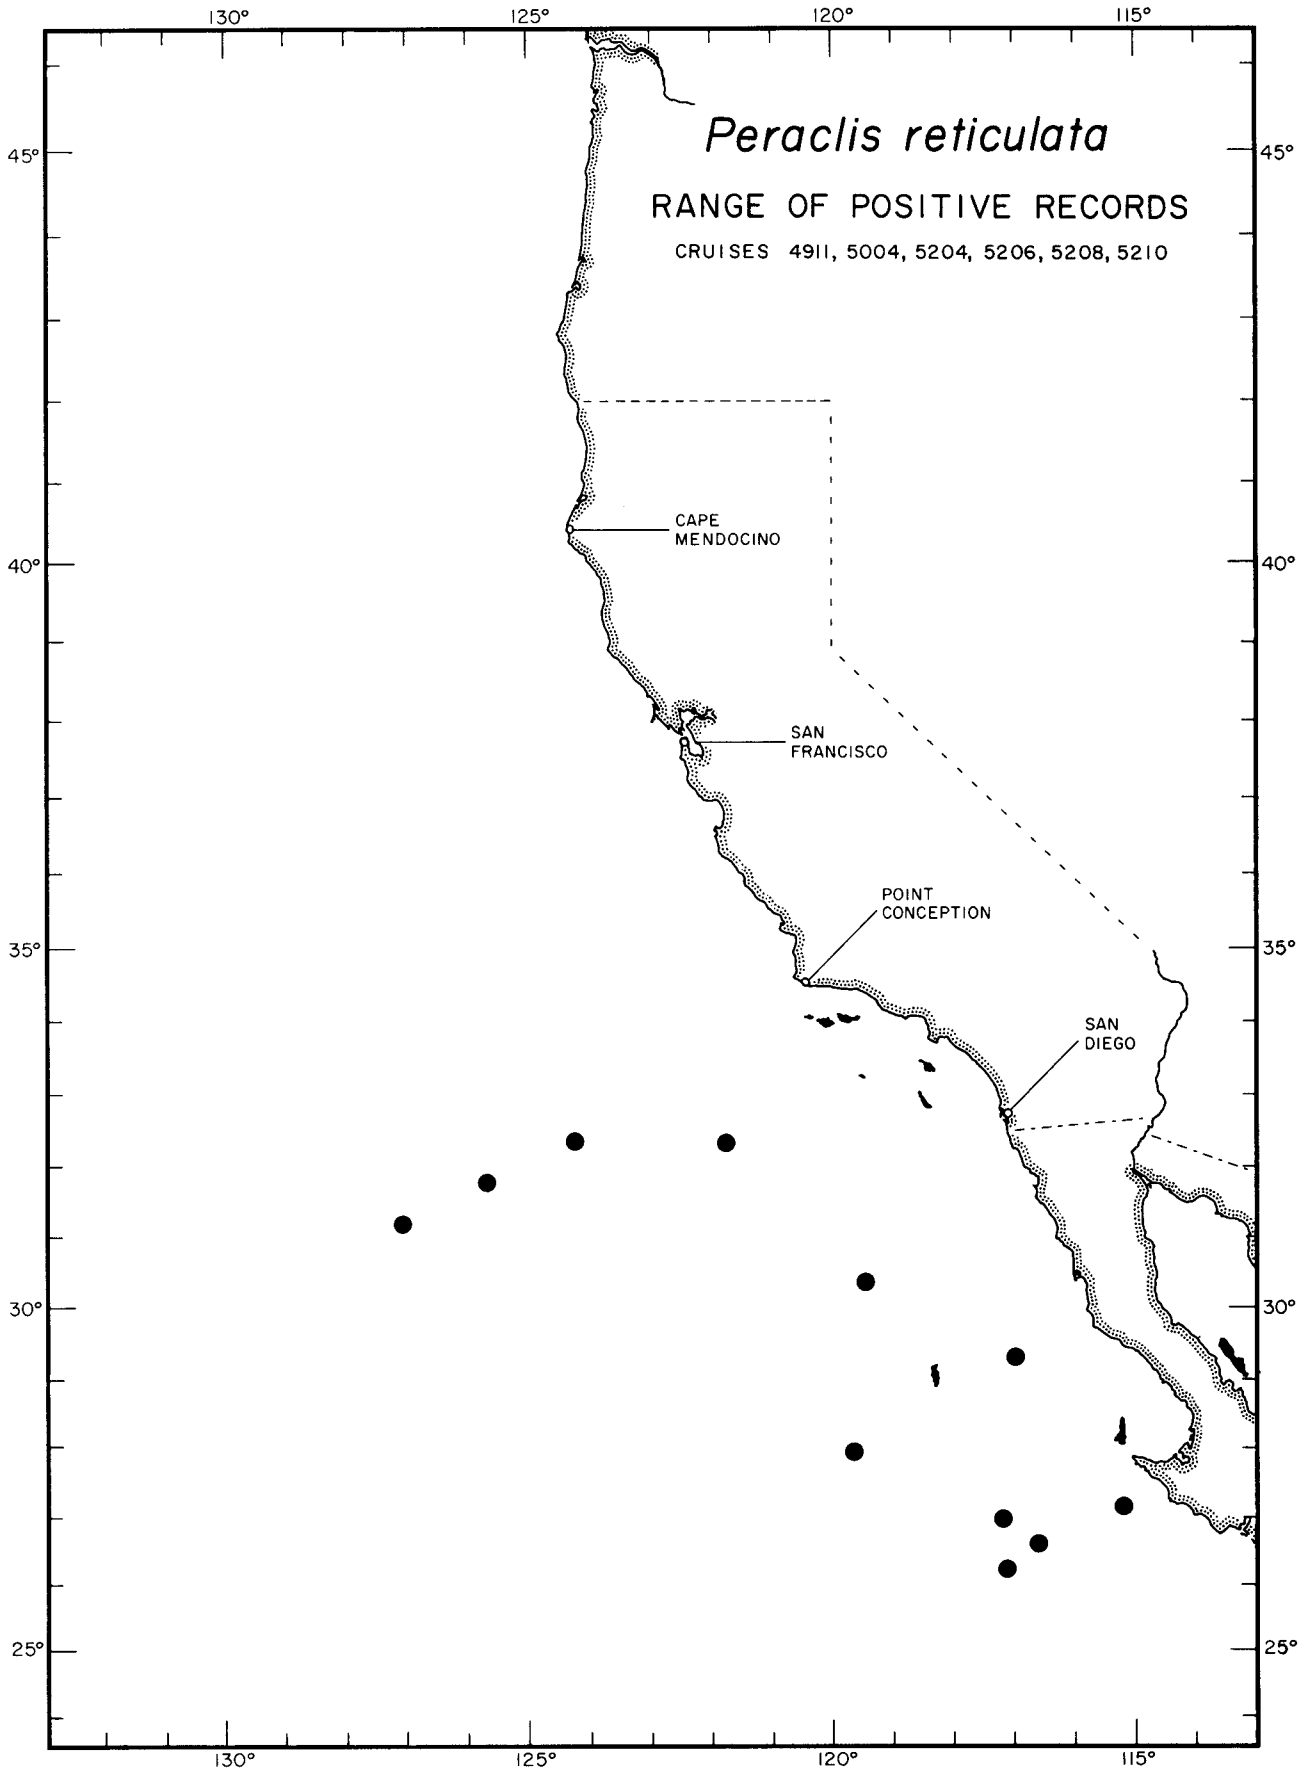 130° 125° 120° 115°
Peraclis reticulata
45° 45°
RANGE OF POSITIVE RECORDS
CRUISES 4911, 5004, 5204, 5206, 5208, 5210
CAPE
MENDOCINO
40° 40°
SAN
FRANCISCO
POINT
CONCEPTION
35° 35°
SAN
DIEGO
30° 30°
25° 25°
130° 125° 120° 115°